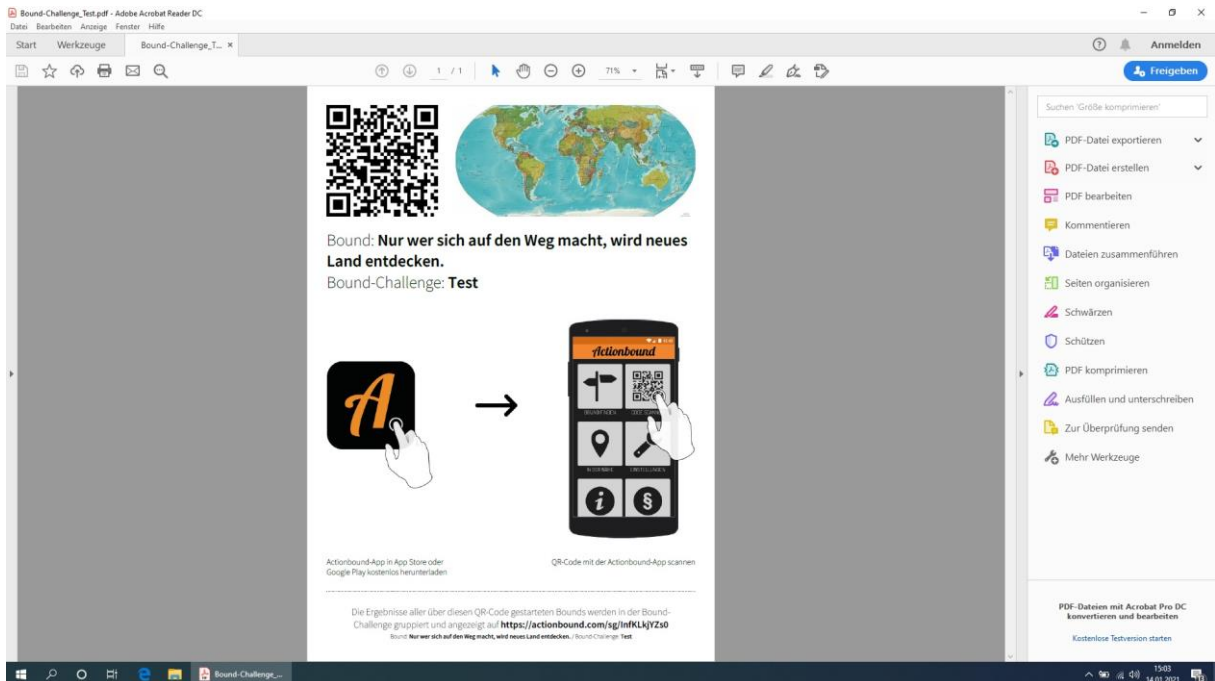 Bound-Challenge_Test.pdf - Adobe Acrobat Reader DC
Datei Bearbeiten Anzeige Fenster Hilfe
Start Werkzeuge Bound-Challenge_T... ×
Anmelden
1 / 1 71%
Freigeben
Suchen 'Größe komprimieren'
PDF-Datei exportieren
PDF-Datei erstellen
PDF bearbeiten
Kommentieren
Dateien zusammenführen
Seiten organisieren
Schwärzen
Schützen
PDF komprimieren
Ausfüllen und unterschreiben
Zur Überprüfung senden
Mehr Werkzeuge
Bound: Nur wer sich auf den Weg macht, wird neues
Land entdecken.
Bound-Challenge: Test
A
Actionbound
EINSTELLUNGEN
i §
Actionbound-App in App Store oder
Google Play kostenlos herunterladen
QR-Code mit der Actionbound-App scannen
Die Ergebnisse aller über diesen QR-Code gestarteten Bounds werden in der Bound-
Challenge gruppiert und angezeigt auf https://actionbound.com/sg/InfKLkjYZs0
Bound: Nur wer sich auf den Weg macht, wird neues Land entdecken. / Bound-Challenge: Test
PDF-Dateien mit Acrobat Pro DC
konvertieren und bearbeiten
Kostenlose Testversion starten
Bound-Challenge_...
15:03
14.01.2021